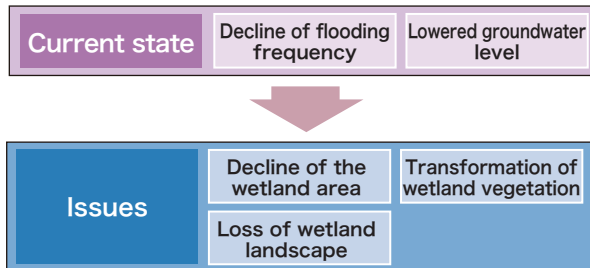 Current state
Decline of flooding
frequency
Lowered groundwater
level
Issues
Decline of the
wetland area
Transformation of
wetland vegetation
Loss of wetland
landscape